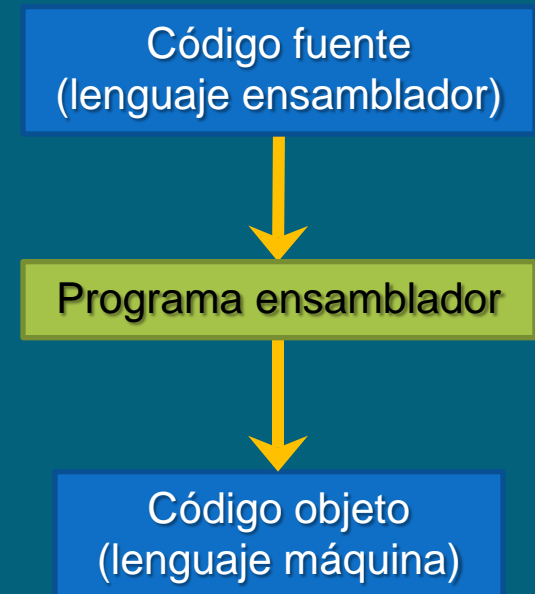 Código fuente
(lenguaje ensamblador)
Programa ensamblador
Código objeto
(lenguaje máquina)